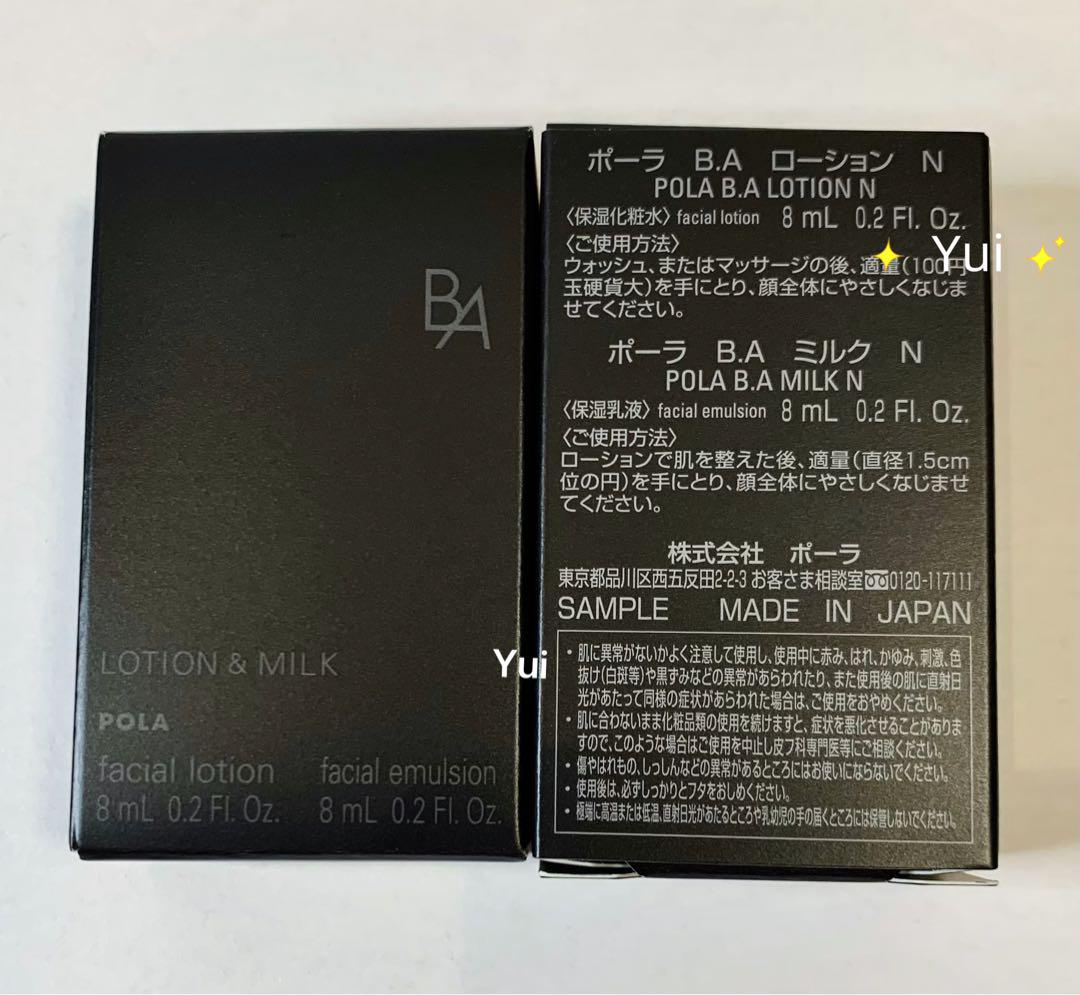 BA
LOTION & MILK
POLA
facial lotion facial emulsion
8 mL 0.2 Fl. Oz. 8 mL 0.2 Fl. Oz.
Yui
ポーラ B.A ローション N
POLA B.A LOTION N
〈保湿化粧水〉 facial lotion 8 mL 0.2 Fl. Oz.
〈ご使用方法〉
Yui
ウォッシュ、またはマッサージの後、適量(100円
玉硬貨大)を手にとり、顔全体にやさしくなじま
せてください。
ポーラ B.A ミルク N
POLA B.A MILK N
〈保湿乳液〉 facial emulsion 8 mL 0.2 Fl. Oz.
〈ご使用方法〉
ローションで肌を整えた後、適量(直径1.5cm
位の円)を手にとり、顔全体にやさしくなじませ
てください。
株式会社 ポーラ
東京都品川区西五反田2-2-3 お客さま相談室0120-117111
SAMPLE MADE IN JAPAN
・肌に異常がないかよく注意して使用し、使用中に赤み、はれ、かゆみ、刺激、色
抜け(白斑等)や黒ずみなどの異常があらわれたり、また使用後の肌に直射日
光があたって同様の症状があらわれた場合は、ご使用をおやめください。
・肌に合わないまま化粧品類の使用を続けますと、症状を悪化させることがありま
すので、このような場合はご使用を中止し皮フ科専門医等にご相談ください。
・傷やはれもの、しっしんなどの異常があるところにはお使いにならないでください。
・使用後は、必ずしっかりとフタをおしめください。
・極端に高温または低温、直射日光があたるところや乳幼児の手の届くところには保管しないでください。